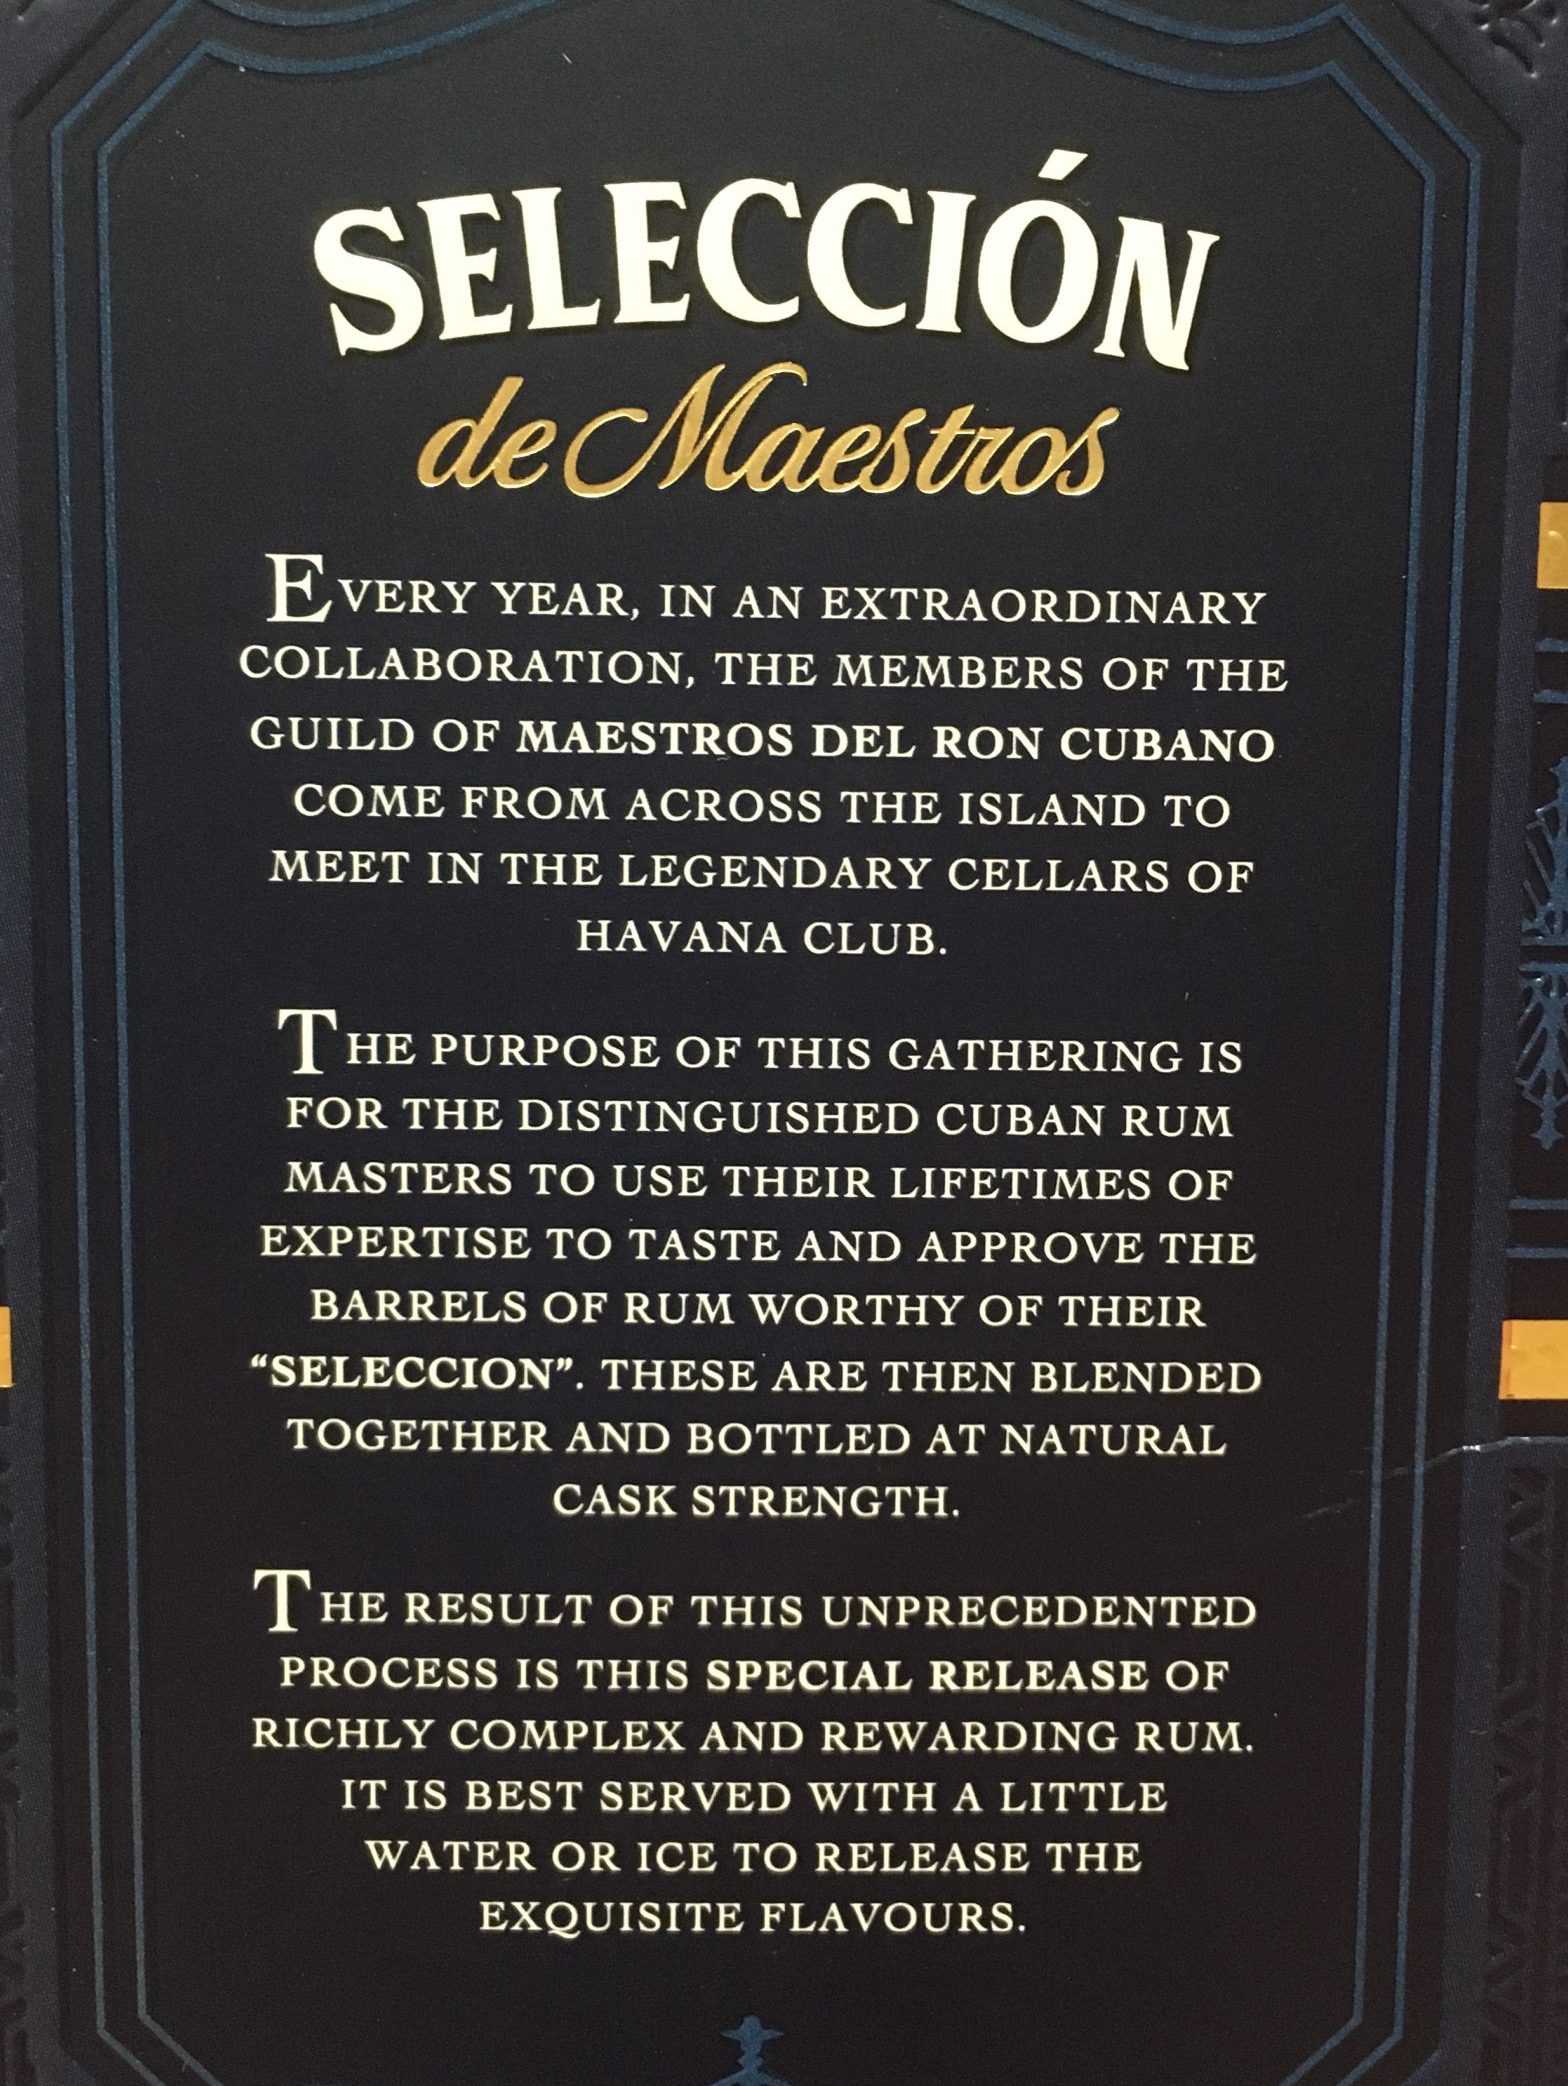 SELECCIÓN
de Maestros
EVERY YEAR, IN AN EXTRAORDINARY
COLLABORATION, THE MEMBERS OF THE
GUILD OF MAESTROS DEL RON CUBANO
COME FROM ACROSS THE ISLAND TO
MEET IN THE LEGENDARY CELLARS OF
HAVANA CLUB.
THE PURPOSE OF THIS GATHERING IS
FOR THE DISTINGUISHED CUBAN RUM
MASTERS TO USE THEIR LIFETIMES OF
EXPERTISE TO TASTE AND APPROVE THE
BARRELS OF RUM WORTHY OF THEIR
“SELECCION”. THESE ARE THEN BLENDED
TOGETHER AND BOTTLED AT NATURAL
CASK STRENGTH.
THE RESULT OF THIS UNPRECEDENTED
PROCESS IS THIS SPECIAL RELEASE OF
RICHLY COMPLEX AND REWARDING RUM.
IT IS BEST SERVED WITH A LITTLE
WATER OR ICE TO RELEASE THE
EXQUISITE FLAVOURS.